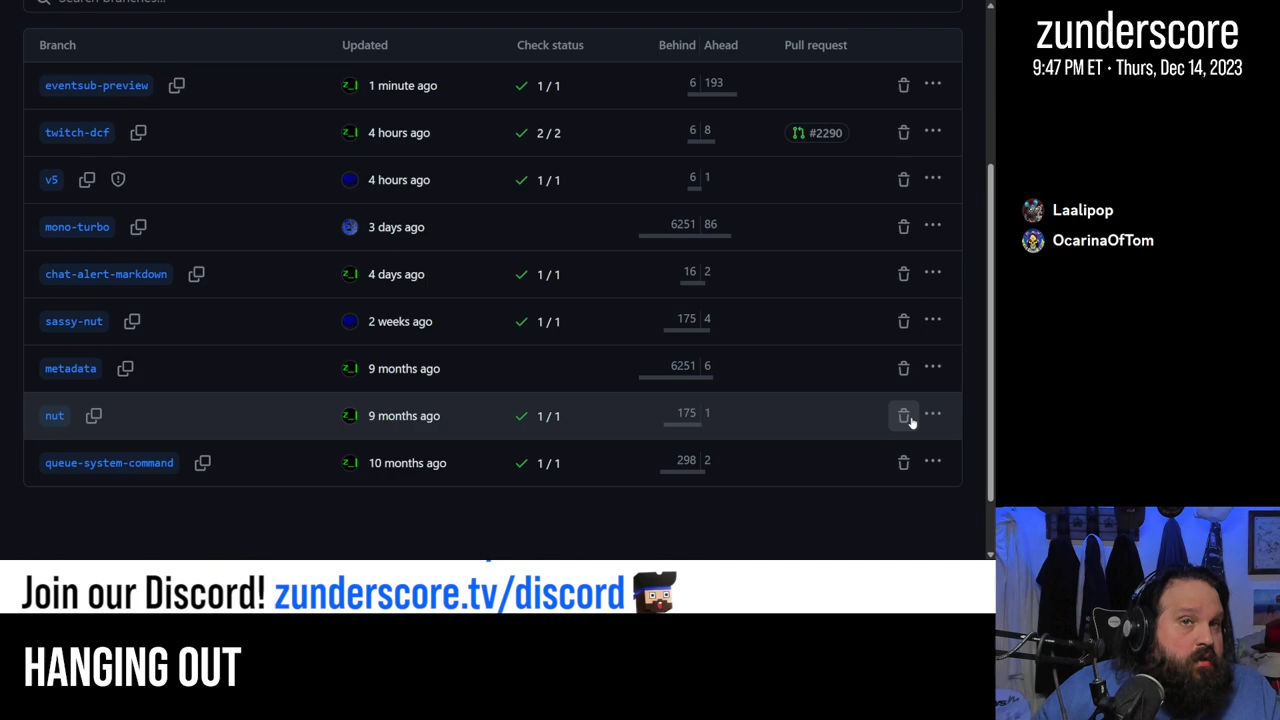 Search branches...
Branch Updated Check status Behind Ahead Pull request
eventsub-preview 1 minute ago 1 / 1 6 193
twitch-dcf 4 hours ago 2 / 2 6 8 #2290
v5 4 hours ago 1 / 1 6 1
mono-turbo 3 days ago 6251 86
chat-alert-markdown 4 days ago 1 / 1 16 2
sassy-nut 2 weeks ago 1 / 1 175 4
metadata 9 months ago 6251 6
nut 9 months ago 1 / 1 175 1
queue-system-command 10 months ago 1 / 1 298 2
zunderscore
9:47 PM ET • Thurs, Dec 14, 2023
Laalipop
OcarinaOfTom
Join our Discord! zunderscore.tv/discord
HANGING OUT